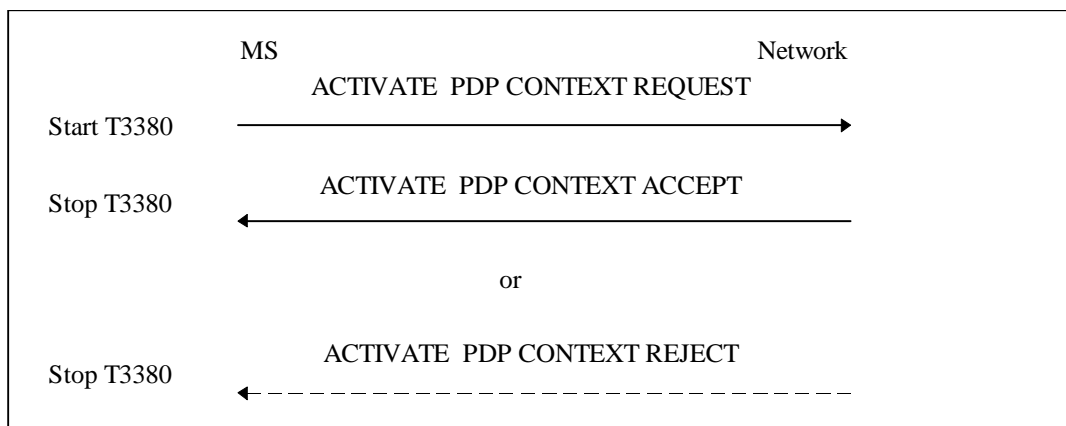 MS Network
ACTIVATE PDP CONTEXT REQUEST
Start T3380
ACTIVATE PDP CONTEXT ACCEPT
Stop T3380
or
ACTIVATE PDP CONTEXT REJECT
Stop T3380